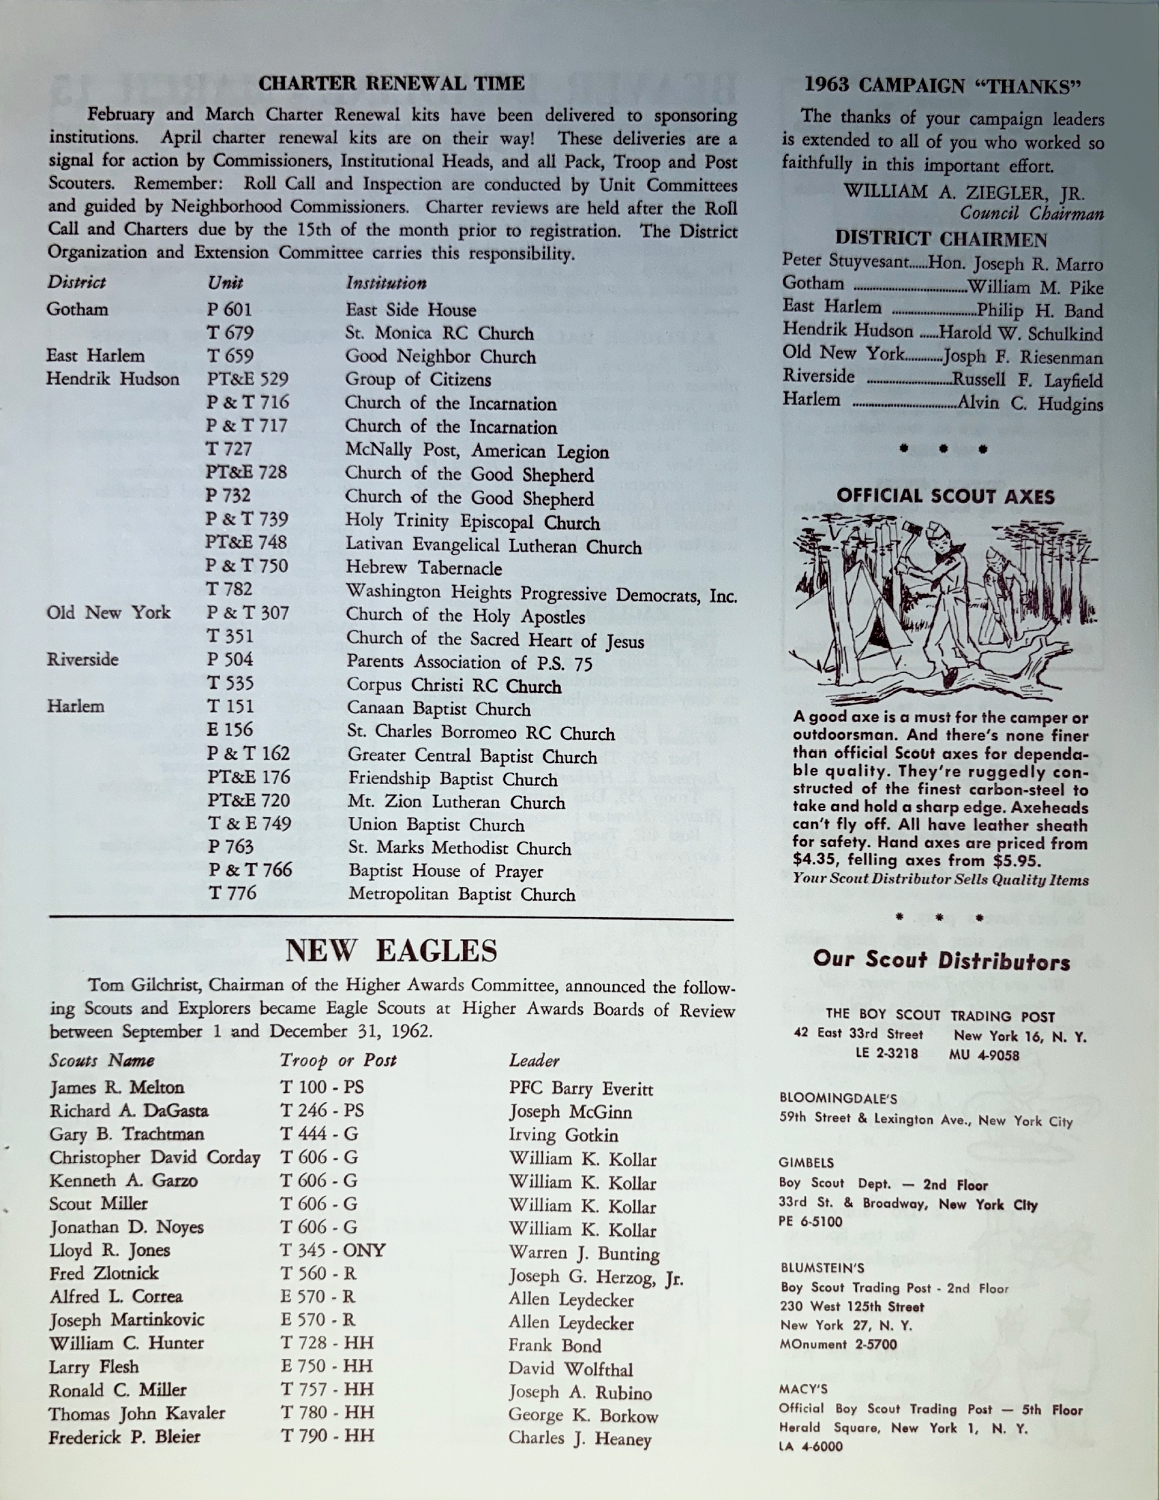 CHARTER RENEWAL TIME
February and March Charter Renewal kits have been delivered to sponsoring
institutions. April charter renewal kits are on their way! These deliveries are a
signal for action by Commissioners, Institutional Heads, and all Pack, Troop and Post
Scouters. Remember: Roll Call and Inspection are conducted by Unit Committees
and guided by Neighborhood Commissioners. Charter reviews are held after the Roll
Call and Charters due by the 15th of the month prior to registration. The District
Organization and Extension Committee carries this responsibility.
District Unit Institution
Gotham P 601 East Side House
T 679 St. Monica RC Church
East Harlem T 659 Good Neighbor Church
Hendrik Hudson PT&E 529 Group of Citizens
P & T 716 Church of the Incarnation
P & T 717 Church of the Incarnation
T 727 McNally Post, American Legion
PT&E 728 Church of the Good Shepherd
P 732 Church of the Good Shepherd
P & T 739 Holy Trinity Episcopal Church
PT&E 748 Lativan Evangelical Lutheran Church
P & T 750 Hebrew Tabernacle
T 782 Washington Heights Progressive Democrats, Inc.
Old New York P & T 307 Church of the Holy Apostles
T 351 Church of the Sacred Heart of Jesus
Riverside P 504 Parents Association of P.S. 75
T 535 Corpus Christi RC Church
Harlem T 151 Canaan Baptist Church
E 156 St. Charles Borromeo RC Church
P & T 162 Greater Central Baptist Church
PT&E 176 Friendship Baptist Church
PT&E 720 Mt. Zion Lutheran Church
T & E 749 Union Baptist Church
P 763 St. Marks Methodist Church
P & T 766 Baptist House of Prayer
T 776 Metropolitan Baptist Church
NEW EAGLES
Tom Gilchrist, Chairman of the Higher Awards Committee, announced the follow-
ing Scouts and Explorers became Eagle Scouts at Higher Awards Boards of Review
between September 1 and December 31, 1962.
Scouts Name Troop or Post Leader
James R. Melton T 100 - PS PFC Barry Everitt
Richard A. DaGasta T 246 - PS Joseph McGinn
Gary B. Trachtman T 444 - G Irving Gotkin
Christopher David Corday T 606 - G William K. Kollar
Kenneth A. Garzo T 606 - G William K. Kollar
Scout Miller T 606 - G William K. Kollar
Jonathan D. Noyes T 606 - G William K. Kollar
Lloyd R. Jones T 345 - ONY Warren J. Bunting
Fred Zlotnick T 560 - R Joseph G. Herzog, Jr.
Alfred L. Correa E 570 - R Allen Leydecker
Joseph Martinkovic E 570 - R Allen Leydecker
William C. Hunter T 728 - HH Frank Bond
Larry Flesh E 750 - HH David Wolfthal
Ronald C. Miller T 757 - HH Joseph A. Rubino
Thomas John Kavaler T 780 - HH George K. Borkow
Frederick P. Bleier T 790 - HH Charles J. Heaney
1963 CAMPAIGN "THANKS"
The thanks of your campaign leaders
is extended to all of you who worked so
faithfully in this important effort.
WILLIAM A. ZIEGLER, JR.
Council Chairman
DISTRICT CHAIRMEN
Peter Stuyvesant......Hon. Joseph R. Marro
Gotham ..................................William M. Pike
East Harlem ..........................Philip H. Band
Hendrik Hudson .....Harold W. Schulkind
Old New York...........Josph F. Riesenman
Riverside ..........................Russell F. Layfield
Harlem ................................Alvin C. Hudgins
* * *
OFFICIAL SCOUT AXES
A good axe is a must for the camper or
outdoorsman. And there's none finer
than official Scout axes for dependa-
ble quality. They're ruggedly con-
structed of the finest carbon-steel to
take and hold a sharp edge. Axeheads
can't fly off. All have leather sheath
for safety. Hand axes are priced from
$4.35, felling axes from $5.95.
Your Scout Distributor Sells Quality Items
* * *
Our Scout Distributors
THE BOY SCOUT TRADING POST
42 East 33rd Street New York 16, N. Y.
LE 2-3218 MU 4-9058
BLOOMINGDALE'S
59th Street & Lexington Ave., New York City
GIMBELS
Boy Scout Dept. — 2nd Floor
33rd St. & Broadway, New York City
PE 6-5100
BLUMSTEIN'S
Boy Scout Trading Post - 2nd Floor
230 West 125th Street
New York 27, N. Y.
MOnument 2-5700
MACY'S
Official Boy Scout Trading Post — 5th Floor
Herald Square, New York 1, N. Y.
LA 4-6000